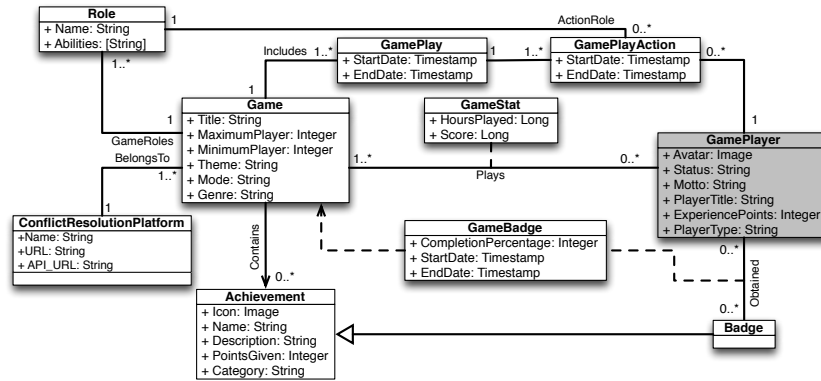 Role
+ Name: String
+ Abilities: [String]
1
ActionRole
0..*
1..*
Includes
1..*
GamePlay
+ StartDate: Timestamp
+ EndDate: Timestamp
1
1..*
GamePlayAction
+ StartDate: Timestamp
+ EndDate: Timestamp
0..*
1
Game
+ Title: String
+ MaximumPlayer: Integer
+ MinimumPlayer: Integer
+ Theme: String
+ Mode: String
+ Genre: String
1
GameRoles
BelongsTo
1..*
GameStat
+ HoursPlayed: Long
+ Score: Long
1..*
Plays
0..*
1
GamePlayer
+ Avatar: Image
+ Status: String
+ Motto: String
+ PlayerTitle: String
+ ExperiencePoints: Integer
+ PlayerType: String
1
ConflictResolutionPlatform
+Name: String
+URL: String
+ API_URL: String
Contains
0..*
GameBadge
+ CompletionPercentage: Integer
+ StartDate: Timestamp
+ EndDate: Timestamp
0..*
Obtained
0..*
Achievement
+ Icon: Image
+ Name: String
+ Description: String
+ PointsGiven: Integer
+ Category: String
Badge